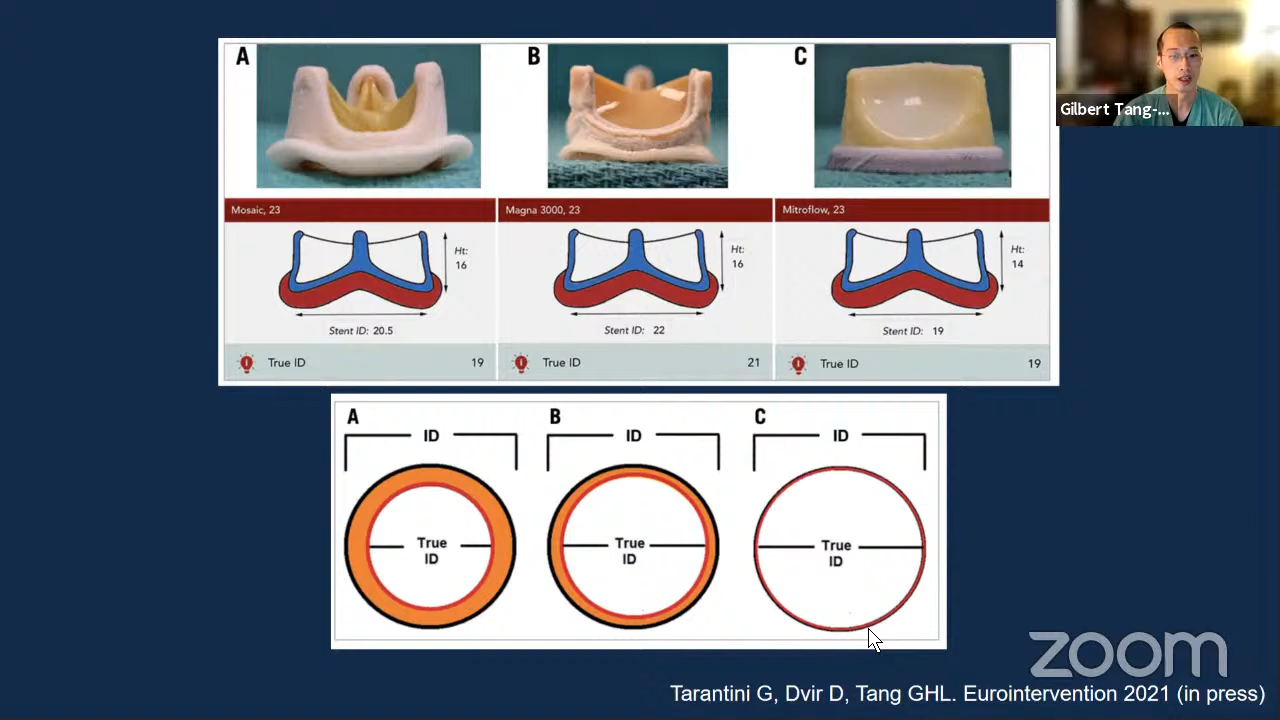 A
B
C
Gilbert Tang-...
Mosaic, 23
Magna 3000, 23
Mitroflow, 23
Ht:
16
Ht:
16
Ht:
14
Stent ID: 20.5
Stent ID: 22
Stent ID: 19
True ID 19
True ID 21
True ID 19
A
B
C
ID
ID
ID
True
ID
True
ID
True
ID
zoom
Tarantini G, Dvir D, Tang GHL. Eurointervention 2021 (in press)